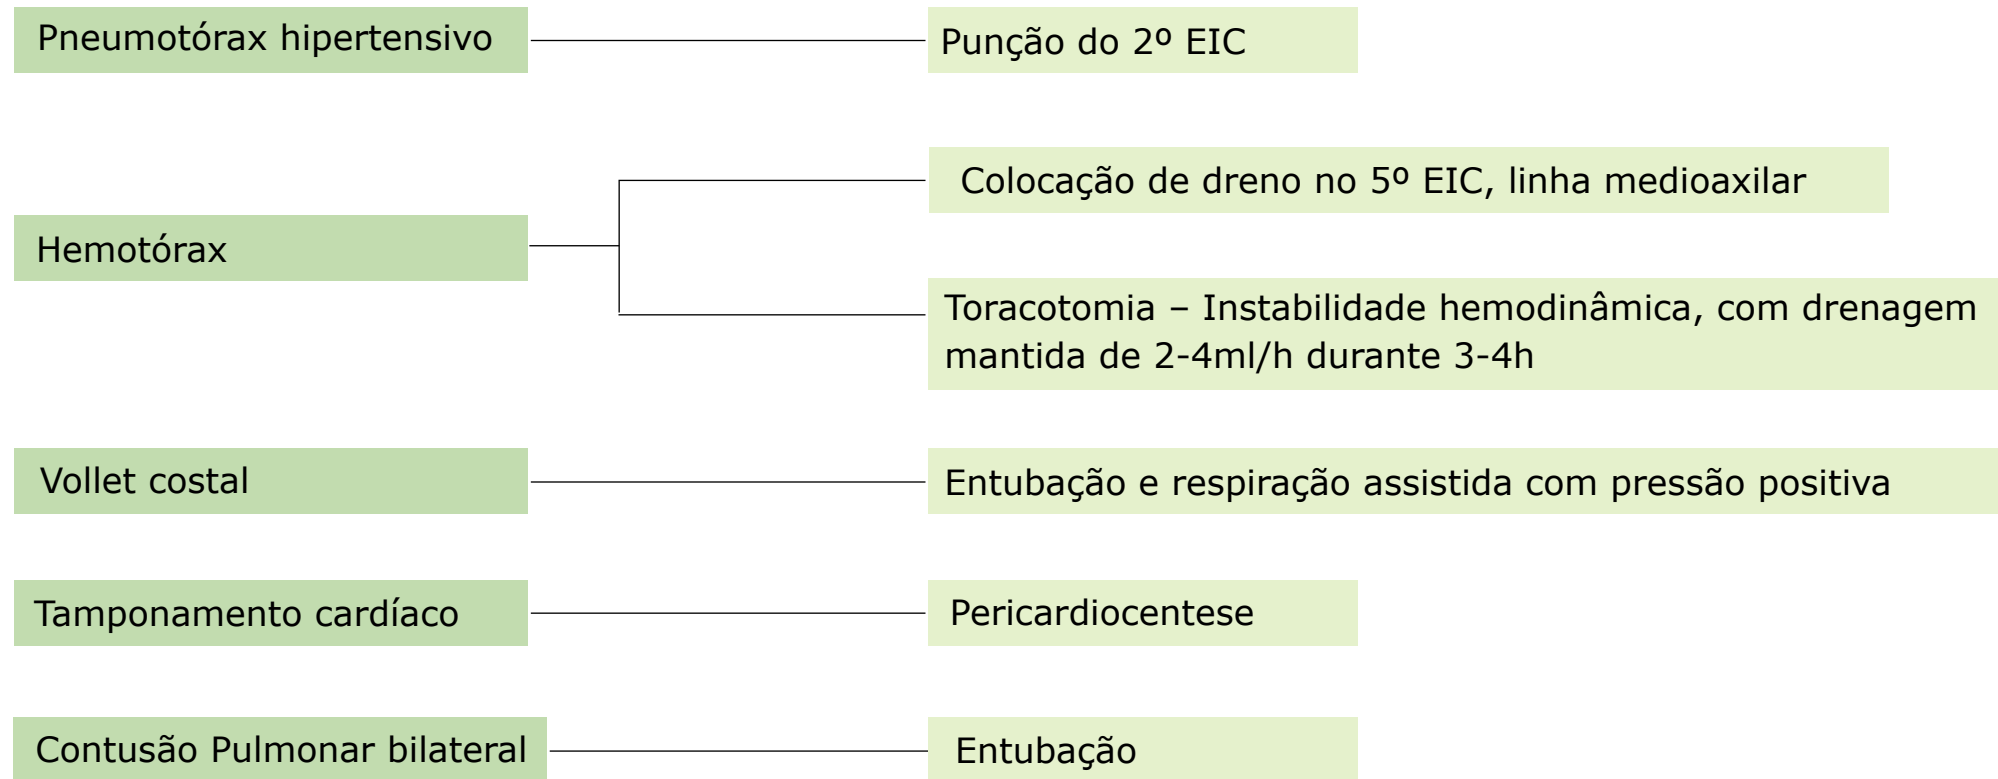 Pneumotórax hipertensivo
Punção do 2º EIC
Colocação de dreno no 5º EIC, linha medioaxilar
Hemotórax
Toracotomia – Instabilidade hemodinâmica, com drenagem
mantida de 2-4ml/h durante 3-4h
Vollet costal
Entubação e respiração assistida com pressão positiva
Tamponamento cardíaco
Pericardiocentese
Contusão Pulmonar bilateral
Entubação